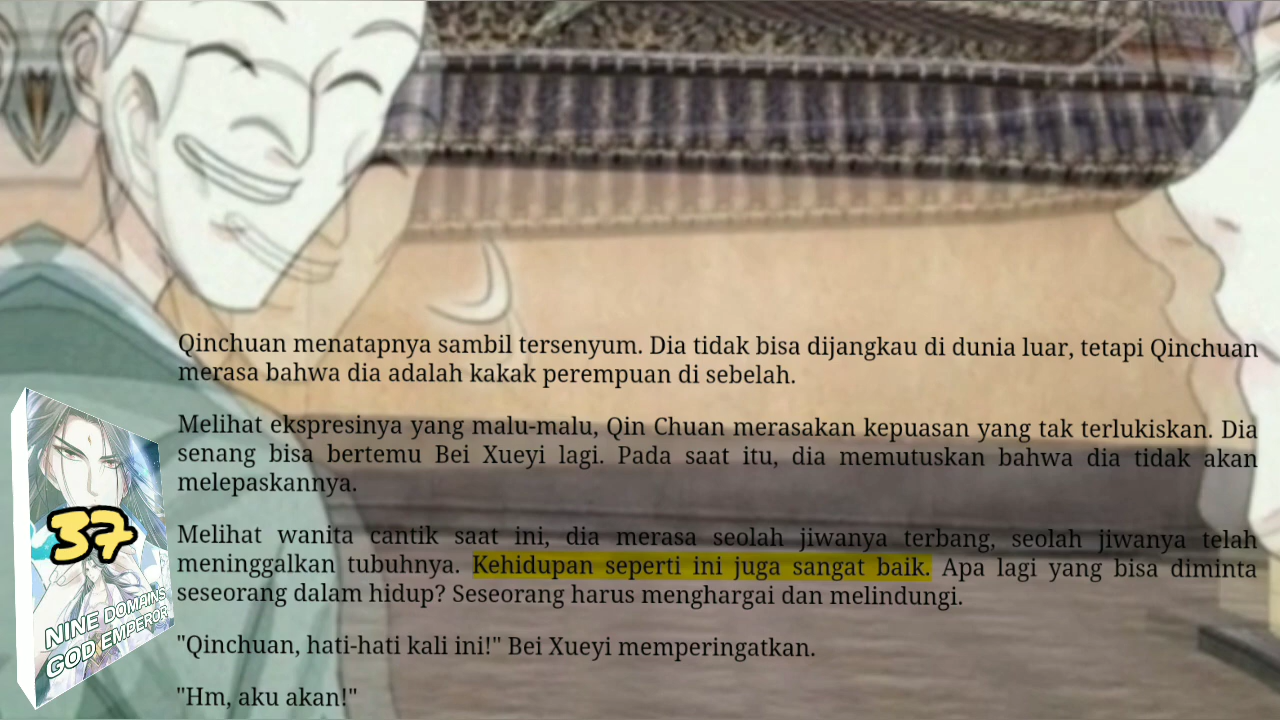 Qinchuan menatapnya sambil tersenyum. Dia tidak bisa dijangkau di dunia luar, tetapi Qinchuan
merasa bahwa dia adalah kakak perempuan di sebelah.
Melihat ekspresinya yang malu-malu, Qin Chuan merasakan kepuasan yang tak terlukiskan. Dia
senang bisa bertemu Bei Xueyi lagi. Pada saat itu, dia memutuskan bahwa dia tidak akan
melepaskannya.
Melihat wanita cantik saat ini, dia merasa seolah jiwanya terbang, seolah jiwanya telah
meninggalkan tubuhnya. Kehidupan seperti ini juga sangat baik. Apa lagi yang bisa diminta
seseorang dalam hidup? Seseorang harus menghargai dan melindungi.
"Qinchuan, hati-hati kali ini!" Bei Xueyi memperingatkan.
"Hm, aku akan!"
37
NINE DOMAINS
GOD EMPEROR